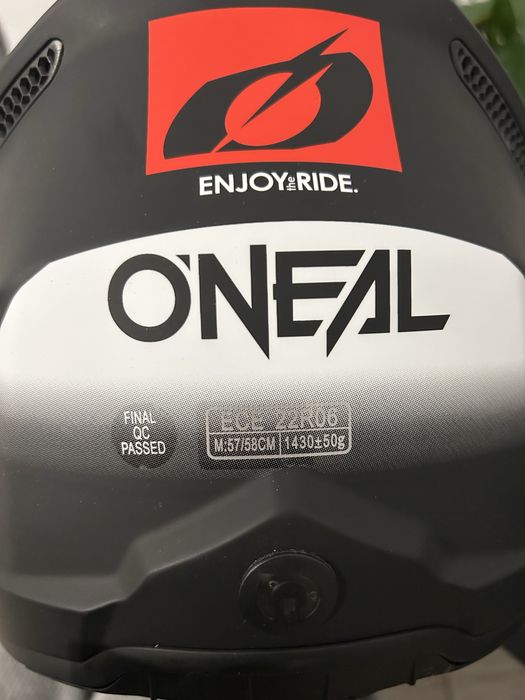 ENJOY the RIDE.
O'NEAL
FINAL
QC
PASSED
ECE 22R06
M:57/58CM 1430±50g